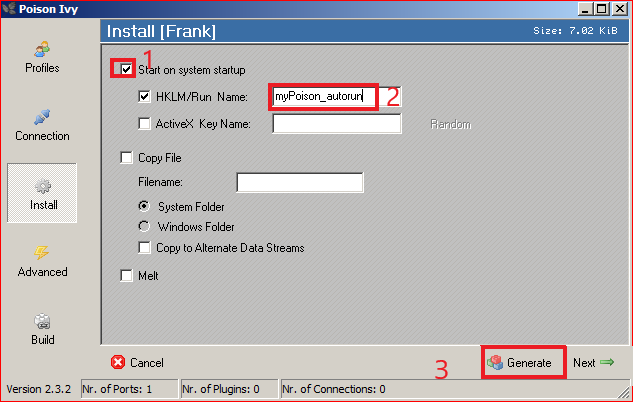 Poison Ivy
Install [Frank]
Size: 7.02 KiB
Profiles
Connection
Install
Advanced
Build
1
Start on system startup
HKLM/Run Name: myPoison_autorun 2
ActiveX Key Name: Random
Copy File
Filename:
System Folder
Windows Folder
Copy to Alternate Data Streams
Melt
3
Cancel Generate Next
Version 2.3.2 Nr. of Ports: 1 Nr. of Plugins: 0 Nr. of Connections: 0